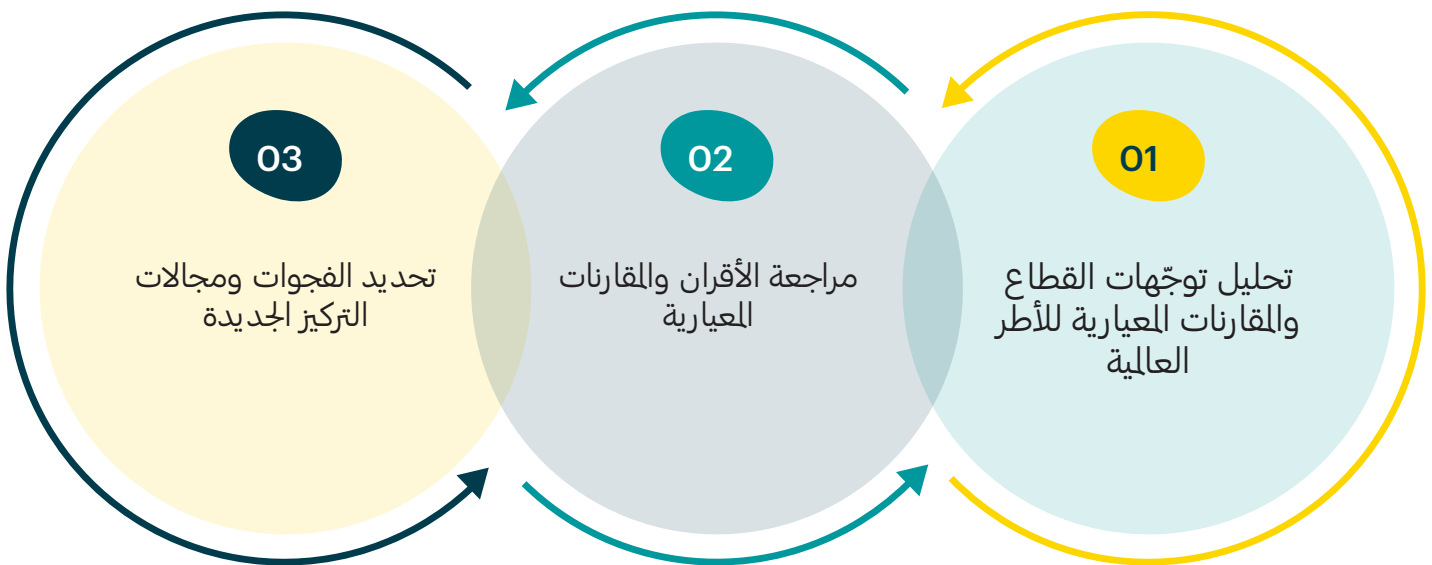 01
تحليل توجّهات القطاع
والمقارنات المعيارية للأطر
العالمية
02
مراجعة الأقران والمقارنات
المعيارية
03
تحديد الفجوات ومجالات
التركيز الجديدة